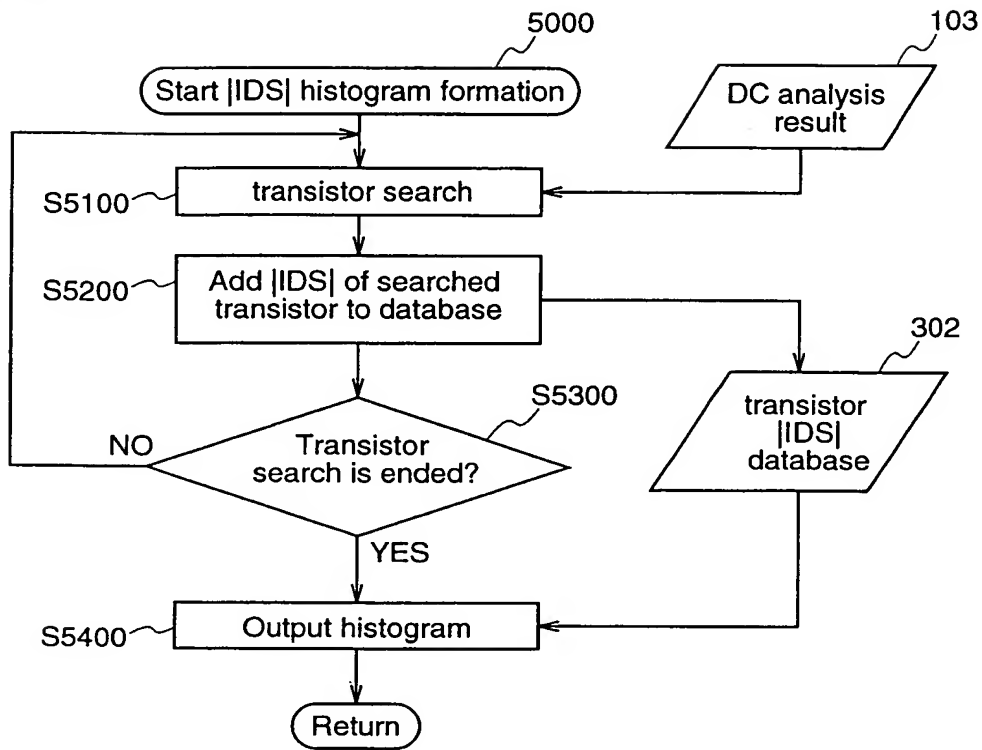 5000
103
Start |IDS| histogram formation
DC analysis
result
S5100
transistor search
S5200
Add |IDS| of searched
transistor to database
302
S5300
transistor
|IDS|
database
NO
Transistor
search is ended?
YES
S5400
Output histogram
Return